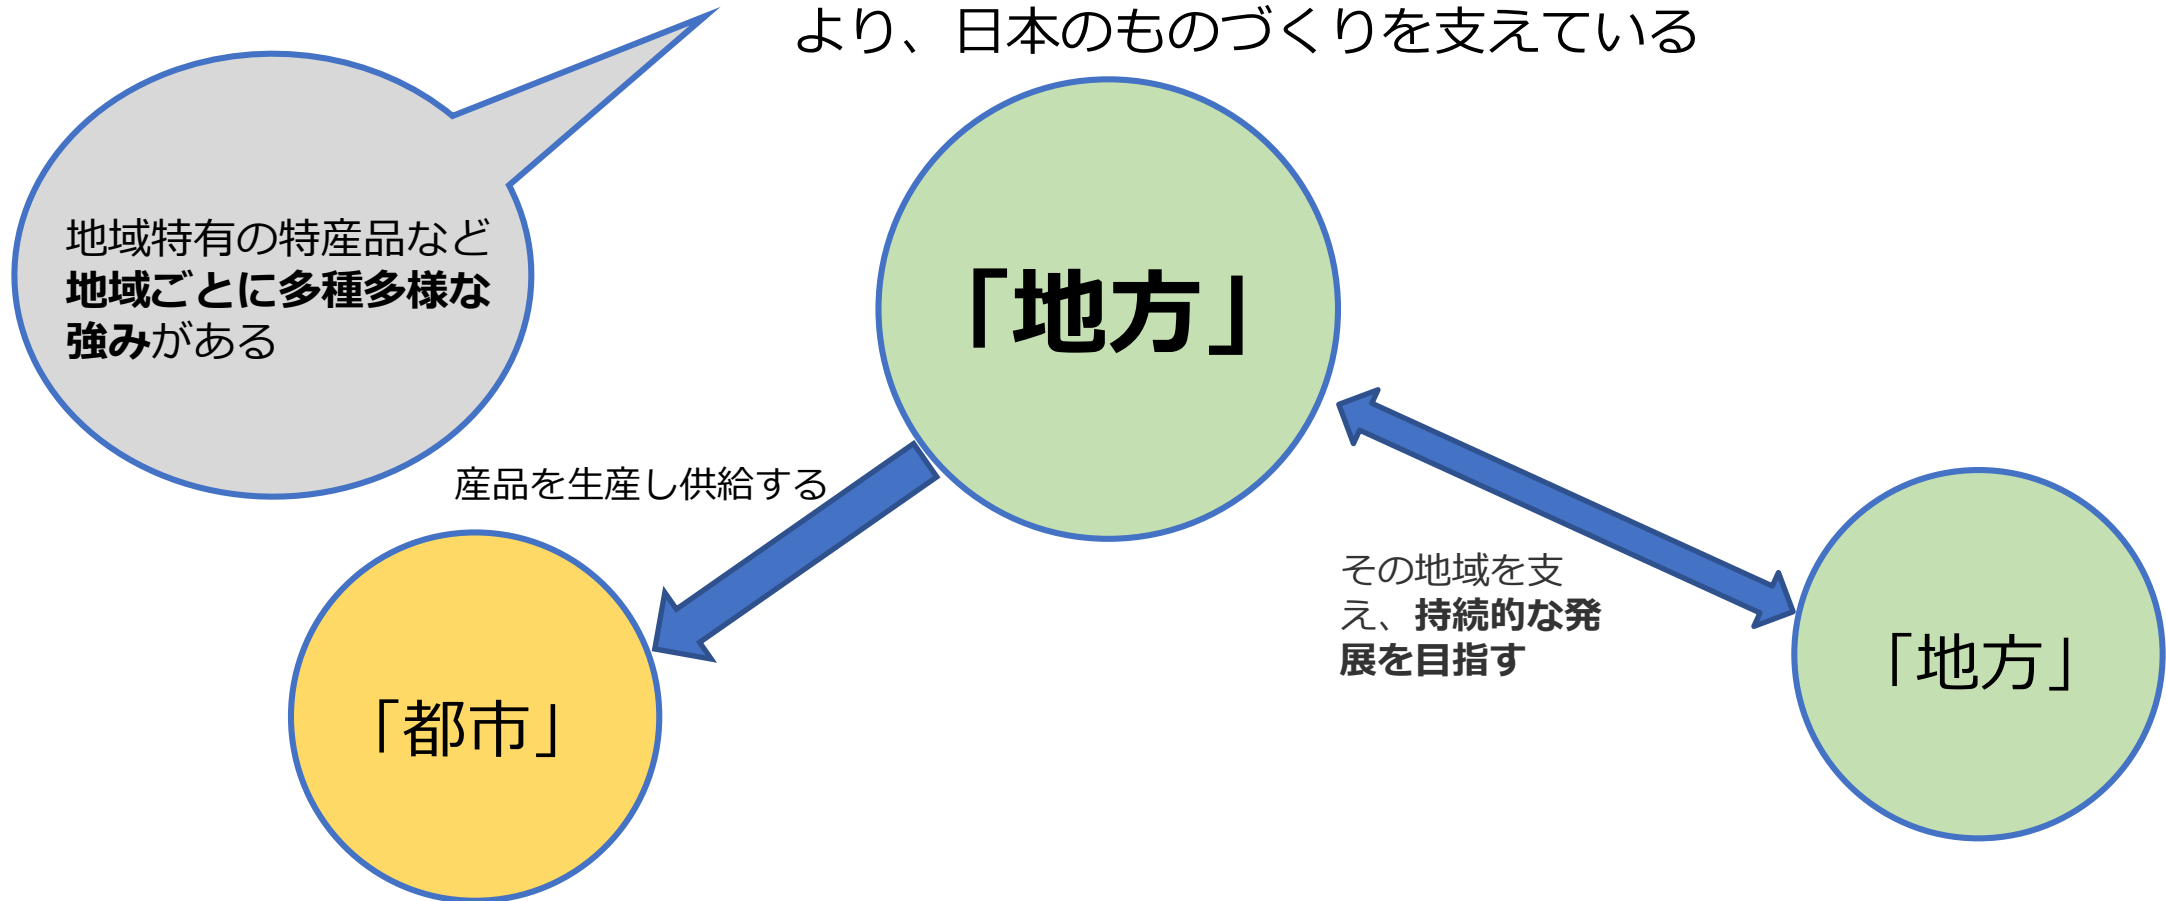 より、日本のものづくりを支えている
地域特有の特産品など
地域ごとに多種多様な
強みがある
「地方」
産品を生産し供給する
その地域を支
え、持続的な発
展を目指す
「地方」
「都市」